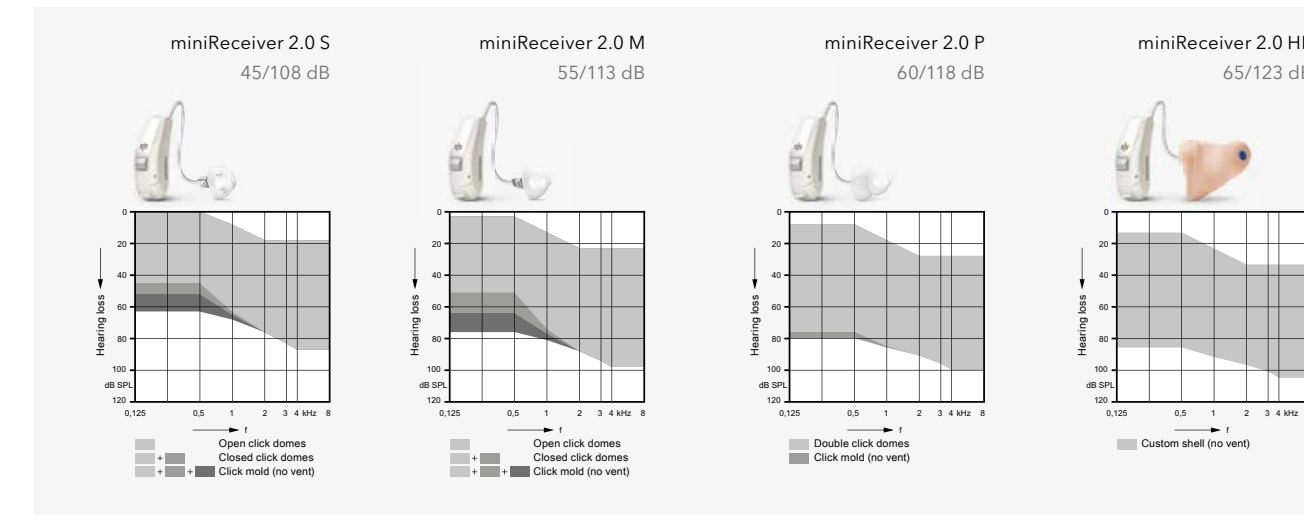 miniReceiver 2.0 S
45/108 dB
0
20
40
60
80
100
dB SPL
120
Hearing loss
0,125 0,5 1 2 3 4 kHz 8
f
Open click domes
+ Closed click domes
+ + Click mold (no vent)
miniReceiver 2.0 M
55/113 dB
0
20
40
60
80
100
dB SPL
120
Hearing loss
0,125 0,5 1 2 3 4 kHz 8
f
Open click domes
+ Closed click domes
+ + Click mold (no vent)
miniReceiver 2.0 P
60/118 dB
0
20
40
60
80
100
dB SPL
120
Hearing loss
0,125 0,5 1 2 3 4 kHz 8
f
Double click domes
Click mold (no vent)
miniReceiver 2.0
65/123
0
20
40
60
80
100
dB SPL
120
Hearing loss
0,125 0,5 1 2 3 4 kHz
f
Custom shell (no vent)